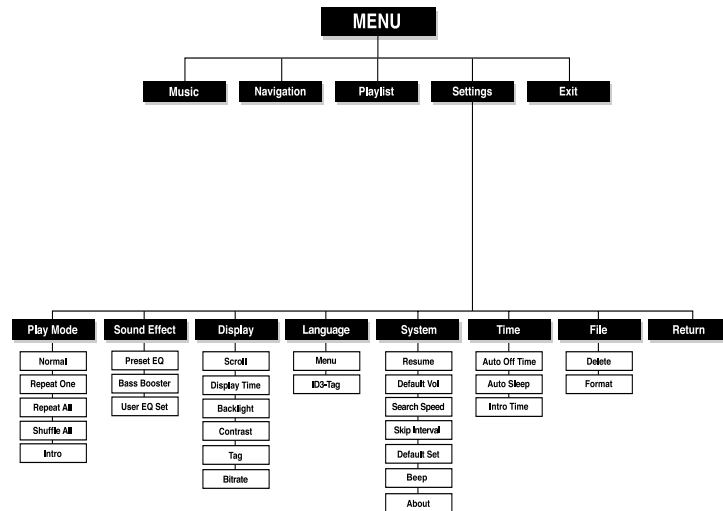 MENU
Music Navigation Playlist Settings Exit
Play Mode Sound Effect Display Language System Time File Return
Normal Preset EQ Scroll Menu Resume Auto Off Time Delete
Repeat One Bass Booster Display Time ID3-Tag Default Vol Auto Sleep Format
Repeat All User EQ Set Backlight Search Speed Intro Time
Shuffle All Contrast Skip Interval
Intro Tag Default Set
Bitrate Beep
About